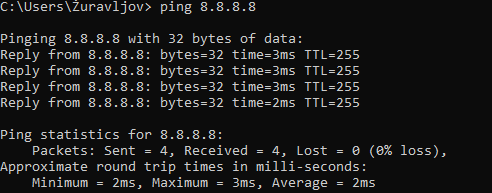 C:\Users\Žuravljov> ping 8.8.8.8
Pinging 8.8.8.8 with 32 bytes of data:
Reply from 8.8.8.8: bytes=32 time=3ms TTL=255
Reply from 8.8.8.8: bytes=32 time=3ms TTL=255
Reply from 8.8.8.8: bytes=32 time=3ms TTL=255
Reply from 8.8.8.8: bytes=32 time=2ms TTL=255
Ping statistics for 8.8.8.8:
Packets: Sent = 4, Received = 4, Lost = 0 (0% loss),
Approximate round trip times in milli-seconds:
Minimum = 2ms, Maximum = 3ms, Average = 2ms